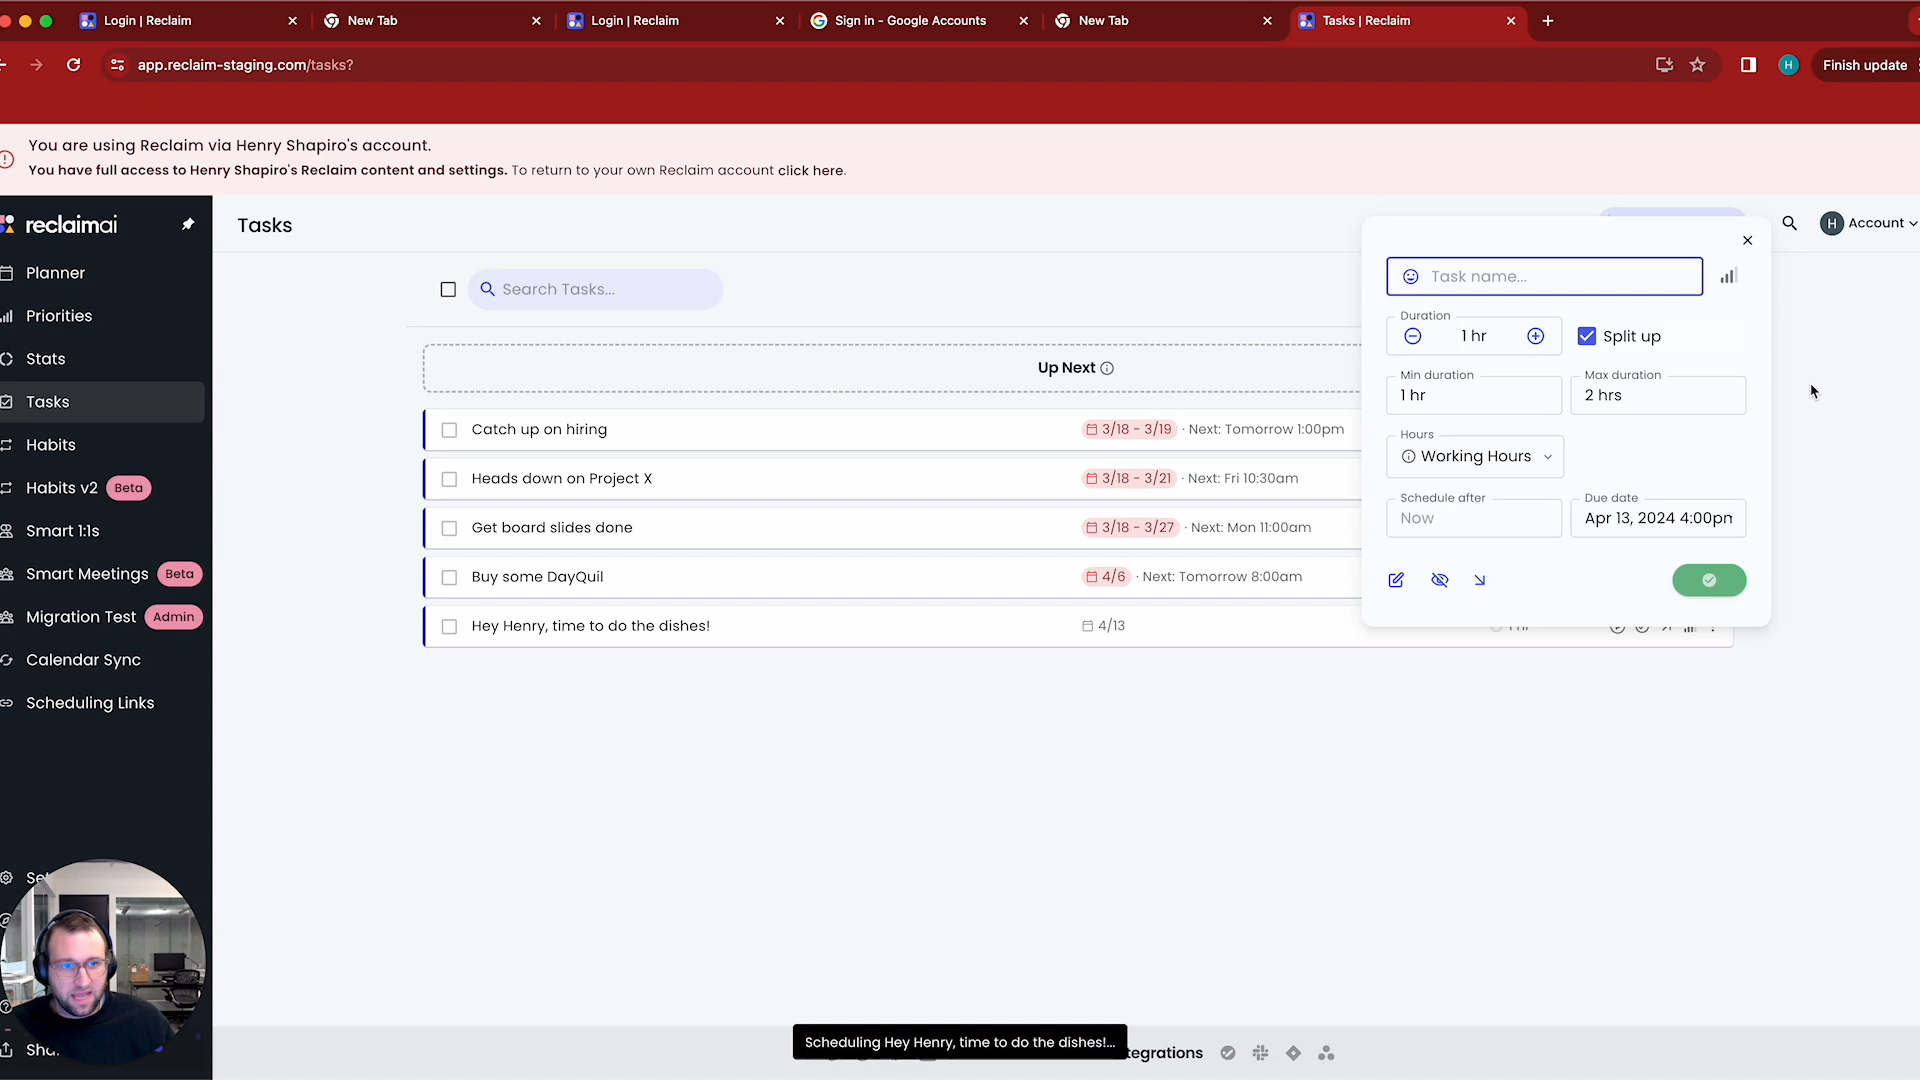 Login | Reclaim
New Tab
Login | Reclaim
Sign in - Google Accounts
New Tab
Tasks | Reclaim
app.reclaim-staging.com/tasks?
H
Finish update
You are using Reclaim via Henry Shapiro's account.
You have full access to Henry Shapiro's Reclaim content and settings. To return to your own Reclaim account click here.
reclaimai
Planner
Priorities
Stats
Tasks
Habits
Habits v2 Beta
Smart 1:1s
Smart Meetings Beta
Migration Test Admin
Calendar Sync
Scheduling Links
Tasks
H Account
Search Tasks...
Up Next
Catch up on hiring 3/18 - 3/19 · Next: Tomorrow 1:00pm
Heads down on Project X 3/18 - 3/21 · Next: Fri 10:30am
Get board slides done 3/18 - 3/27 · Next: Mon 11:00am
Buy some DayQuil 4/6 · Next: Tomorrow 8:00am
Hey Henry, time to do the dishes! 4/13
Task name...
Duration
1 hr
Split up
Min duration
1 hr
Max duration
2 hrs
Hours
Working Hours
Schedule after
Now
Due date
Apr 13, 2024 4:00pm
Scheduling Hey Henry, time to do the dishes!...
tegrations